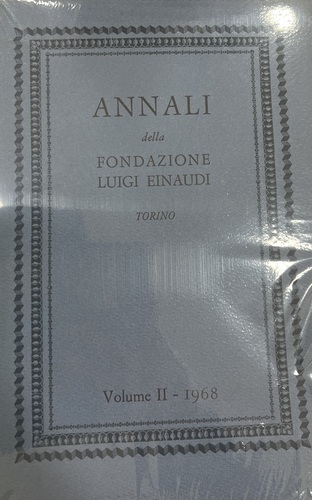 ANNALI
della
FONDAZIONE
LUIGI EINAUDI
TORINO
Volume II - 1968